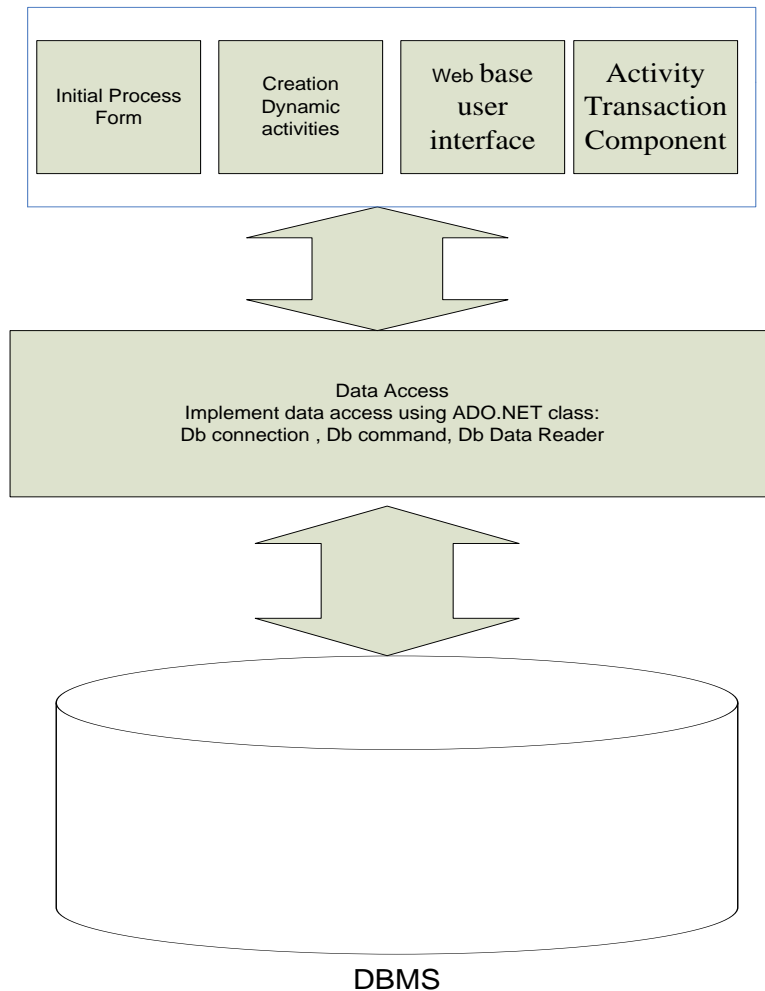 Initial Process
Form
Creation
Dynamic
activities
Web base
user
interface
Activity
Transaction
Component
Data Access
Implement data access using ADO.NET class:
Db connection , Db command, Db Data Reader
DBMS